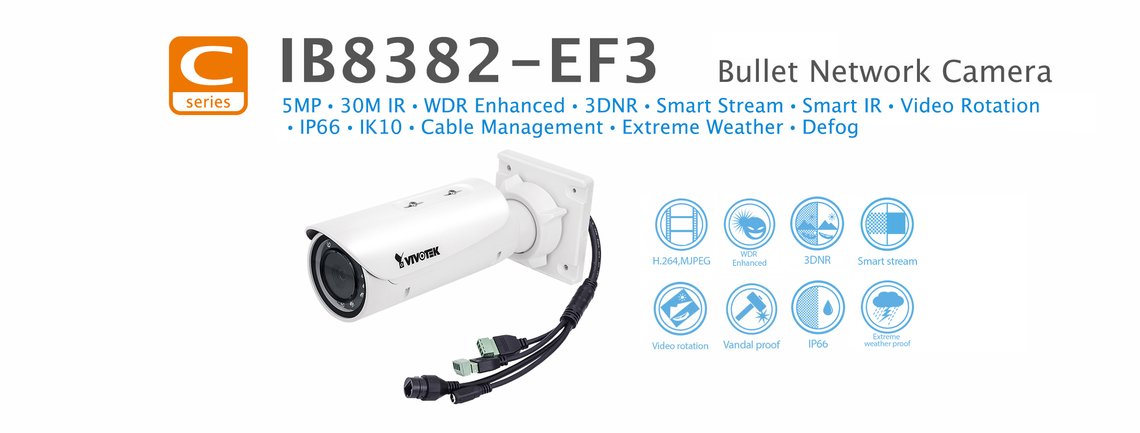 C
series
IB8382-EF3
Bullet Network Camera
5MP • 30M IR • WDR Enhanced • 3DNR • Smart Stream • Smart IR • Video Rotation
• IP66 • IK10 • Cable Management • Extreme Weather • Defog
VIVOTEK
H.264,MJPEG
WDR
Enhanced
3DNR
Smart stream
Video rotation
Vandal proof
IP66
Extreme
weather proof